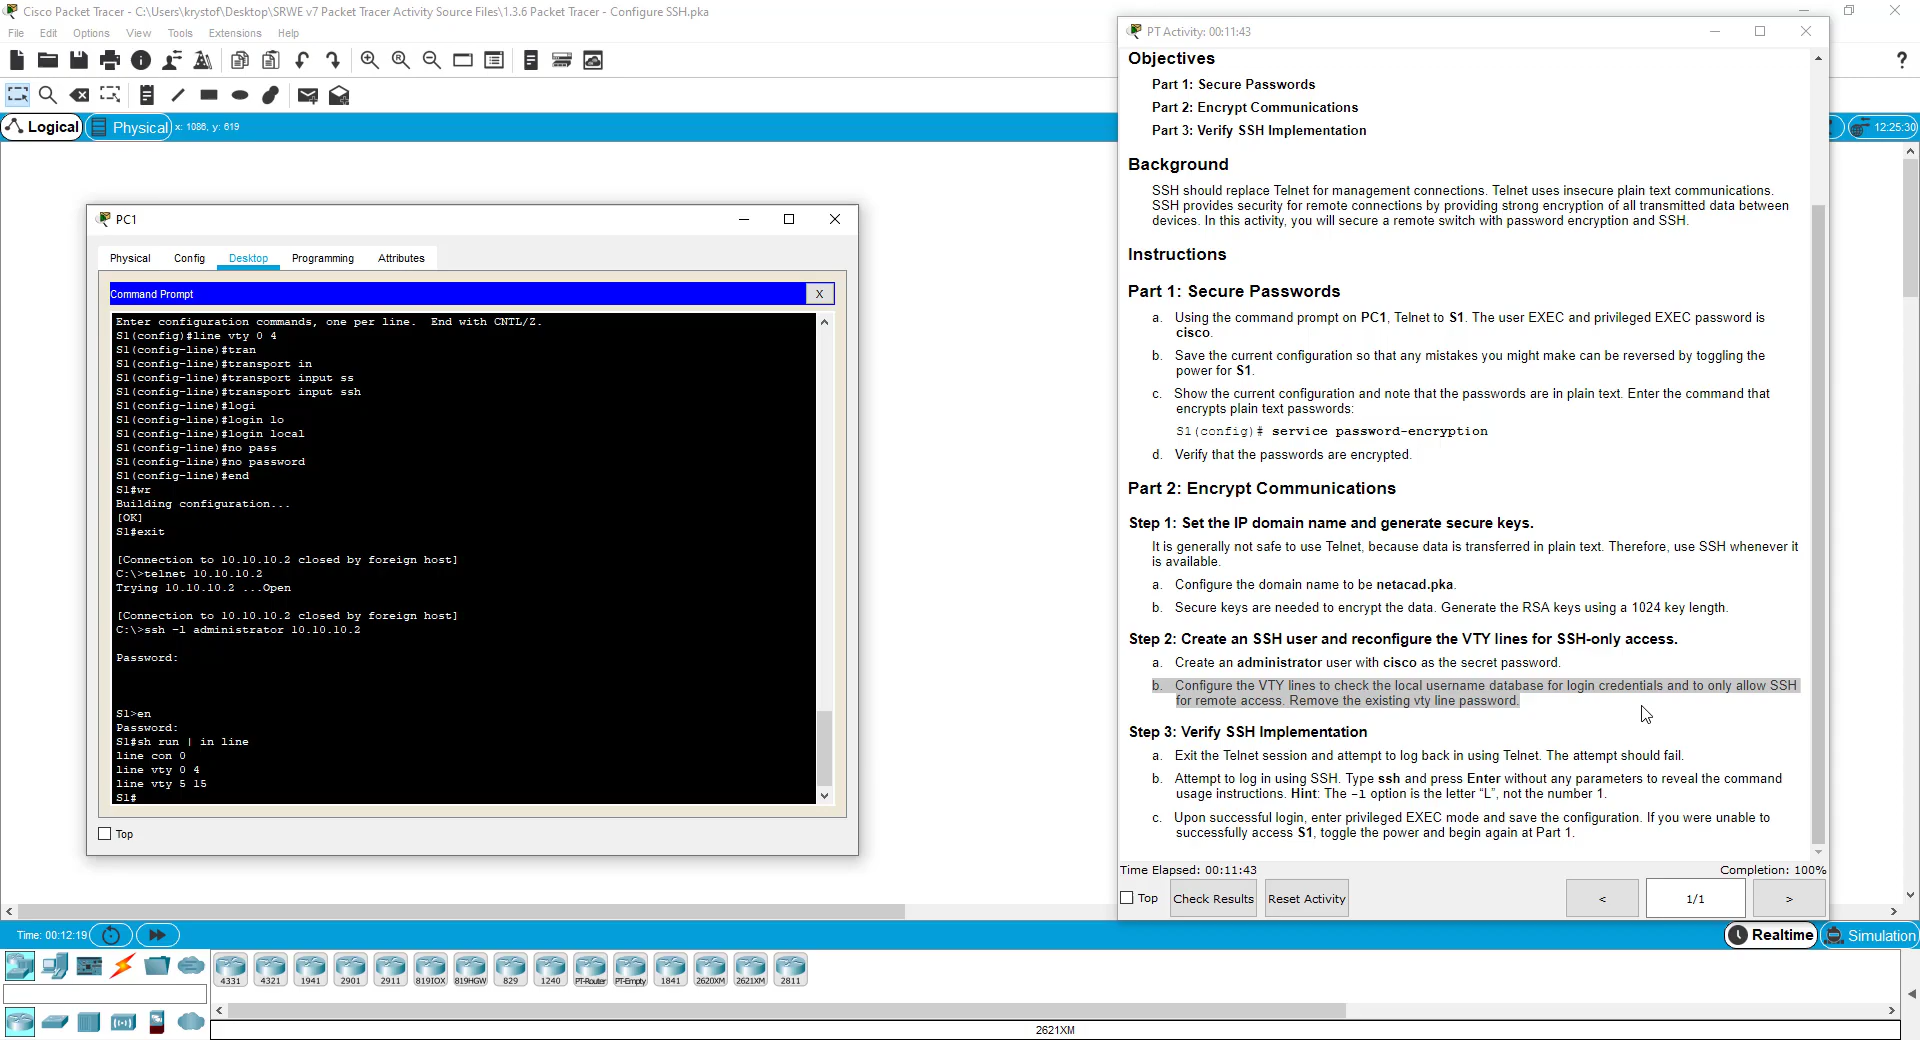 Cisco Packet Tracer - C:\Users\krystof\Desktop\SRWE v7 Packet Tracer Activity Source Files\1.3.6 Packet Tracer - Configure SSH.pka
File Edit Options View Tools Extensions Help
Logical Physical x: 1086, y: 619
12:25:30
PC1
Physical Config Desktop Programming Attributes
Command Prompt X
Enter configuration commands, one per line. End with CNTL/Z.
S1(config)#line vty 0 4
S1(config-line)#tran
S1(config-line)#transport in
S1(config-line)#transport input ss
S1(config-line)#transport input ssh
S1(config-line)#logi
S1(config-line)#login lo
S1(config-line)#login local
S1(config-line)#no pass
S1(config-line)#no password
S1(config-line)#end
S1#wr
Building configuration...
[OK]
S1#exit
[Connection to 10.10.10.2 closed by foreign host]
C:\>telnet 10.10.10.2
Trying 10.10.10.2 ...Open
[Connection to 10.10.10.2 closed by foreign host]
C:\>ssh -l administrator 10.10.10.2
Password:
S1>en
Password:
S1#sh run | in line
line con 0
line vty 0 4
line vty 5 15
S1#
Top
PT Activity: 00:11:43
Objectives
Part 1: Secure Passwords
Part 2: Encrypt Communications
Part 3: Verify SSH Implementation
Background
SSH should replace Telnet for management connections. Telnet uses insecure plain text communications.
SSH provides security for remote connections by providing strong encryption of all transmitted data between
devices. In this activity, you will secure a remote switch with password encryption and SSH.
Instructions
Part 1: Secure Passwords
a. Using the command prompt on PC1, Telnet to S1. The user EXEC and privileged EXEC password is
cisco.
b. Save the current configuration so that any mistakes you might make can be reversed by toggling the
power for S1.
c. Show the current configuration and note that the passwords are in plain text. Enter the command that
encrypts plain text passwords:
S1(config)# service password-encryption
d. Verify that the passwords are encrypted.
Part 2: Encrypt Communications
Step 1: Set the IP domain name and generate secure keys.
It is generally not safe to use Telnet, because data is transferred in plain text. Therefore, use SSH whenever it
is available.
a. Configure the domain name to be netacad.pka.
b. Secure keys are needed to encrypt the data. Generate the RSA keys using a 1024 key length.
Step 2: Create an SSH user and reconfigure the VTY lines for SSH-only access.
a. Create an administrator user with cisco as the secret password.
b. Configure the VTY lines to check the local username database for login credentials and to only allow SSH
for remote access. Remove the existing vty line password.
Step 3: Verify SSH Implementation
a. Exit the Telnet session and attempt to log back in using Telnet. The attempt should fail.
b. Attempt to log in using SSH. Type ssh and press Enter without any parameters to reveal the command
usage instructions. Hint: The -l option is the letter “L”, not the number 1.
c. Upon successful login, enter privileged EXEC mode and save the configuration. If you were unable to
successfully access S1, toggle the power and begin again at Part 1.
Time Elapsed: 00:11:43 Completion: 100%
Top Check Results Reset Activity < 1/1 >
Time: 00:12:19 Realtime Simulation
4331 4321 1941 2901 2911 819IOX 819HGW 829 1240 PT-Router PT-Empty 1841 2620XM 2621XM 2811
2621XM